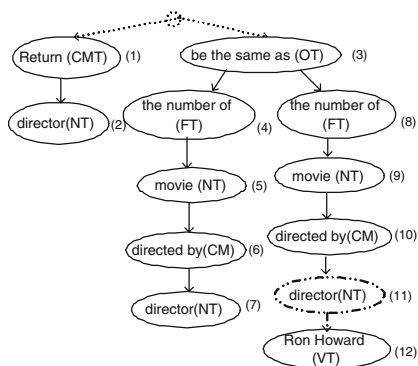 Return (CMT) (1)
be the same as (OT) (3)
director(NT) (2)
the number of
(FT) (4)
the number of
(FT) (8)
movie (NT) (5)
movie (NT) (9)
directed by(CM) (6)
directed by(CM) (10)
director(NT) (7)
director(NT) (11)
Ron Howard
(VT) (12)